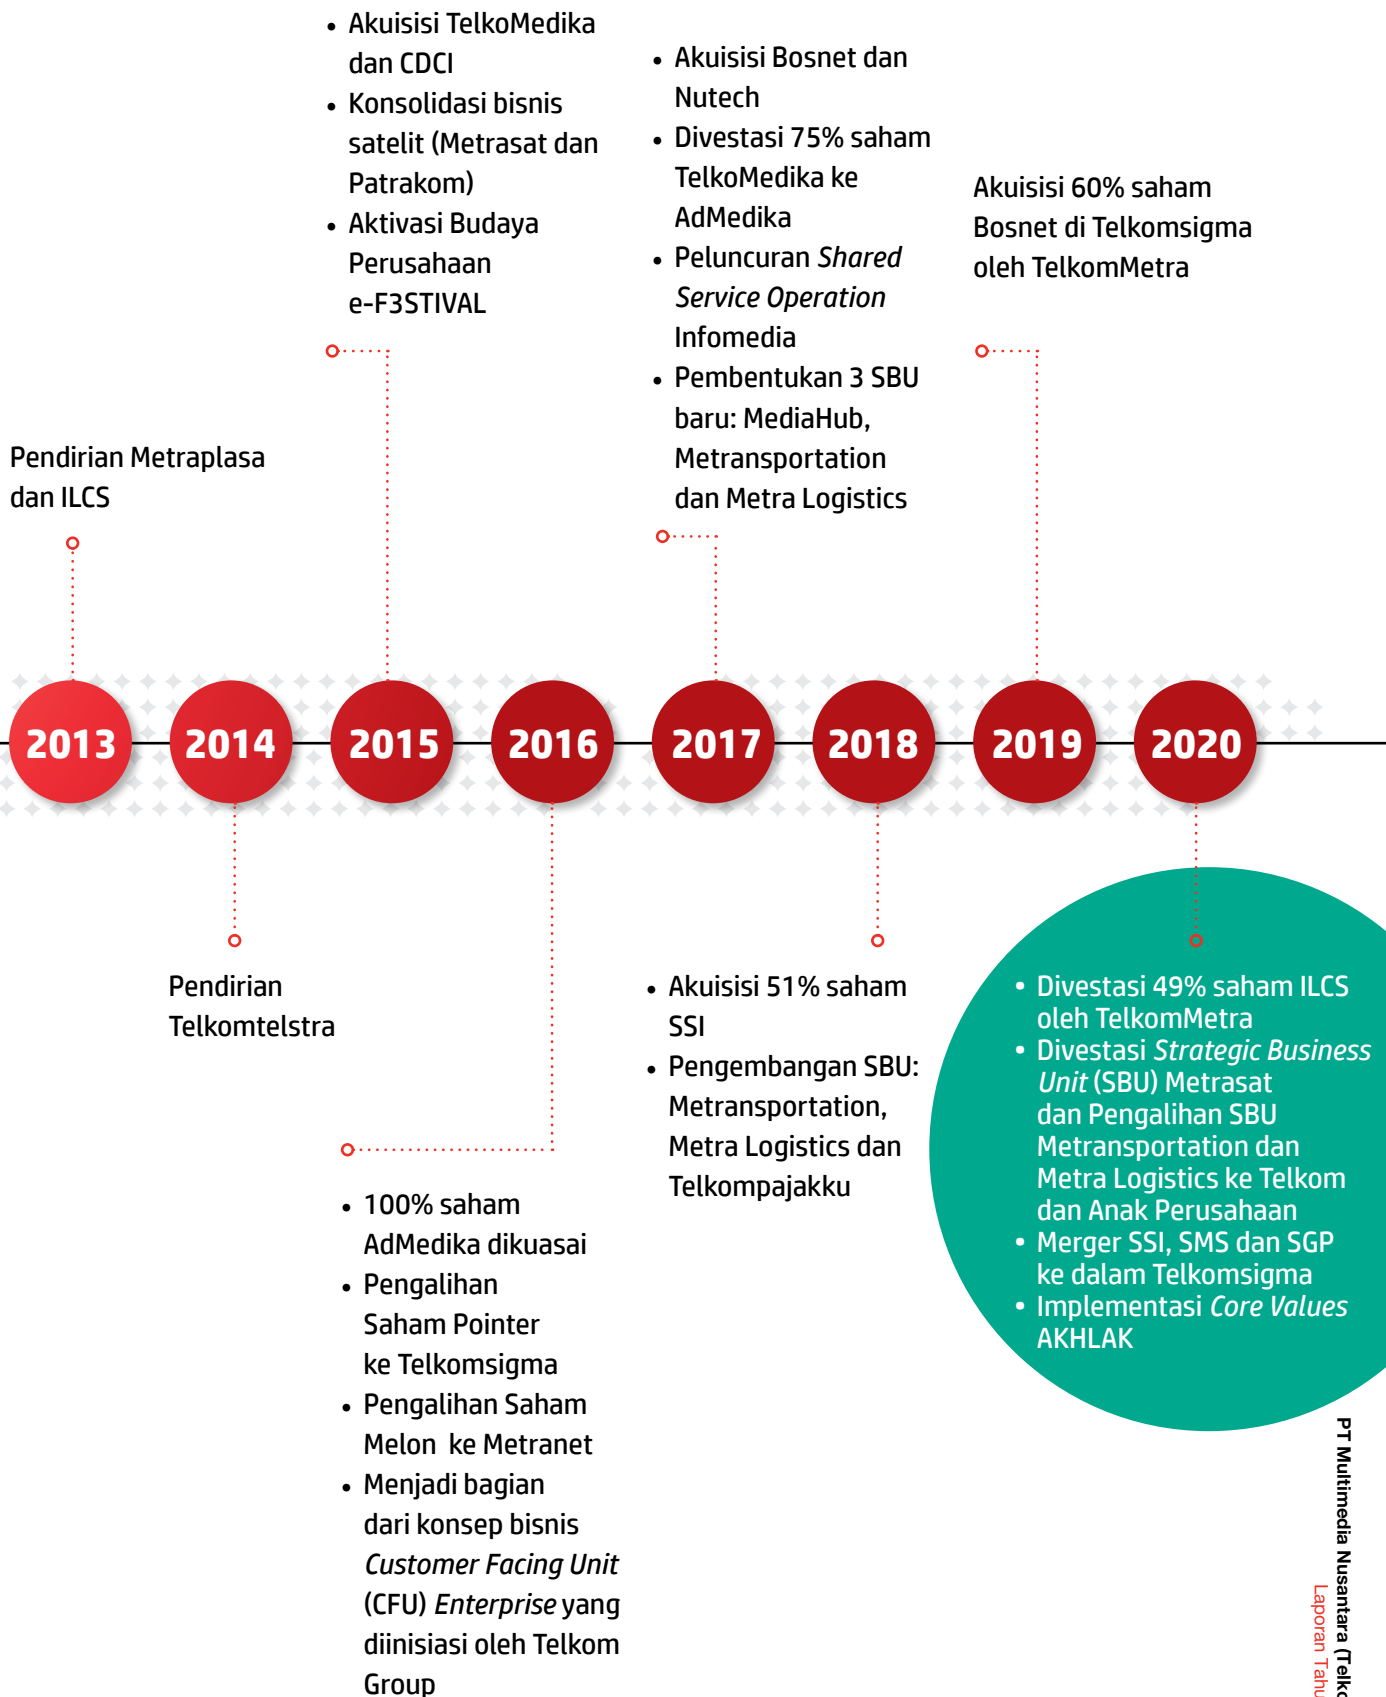 • Akuisisi TelkoMedika
dan CDCI
• Konsolidasi bisnis
satelit (Metrasat dan
Patrakom)
• Aktivasi Budaya
Perusahaan
e-F3STIVAL
• Akuisisi Bosnet dan
Nutech
• Divestasi 75% saham
TelkoMedika ke
AdMedika
• Peluncuran Shared
Service Operation
Infomedia
• Pembentukan 3 SBU
baru: MediaHub,
Metransportation
dan Metra Logistics
Akuisisi 60% saham
Bosnet di Telkomsigma
oleh TelkomMetra
Pendirian Metraplasa
dan ILCS
2013
2014
2015
2016
2017
2018
2019
2020
Pendirian
Telkomtelstra
• 100% saham
AdMedika dikuasai
• Pengalihan
Saham Pointer
ke Telkomsigma
• Pengalihan Saham
Melon ke Metranet
• Menjadi bagian
dari konsep bisnis
Customer Facing Unit
(CFU) Enterprise yang
diinisiasi oleh Telkom
Group
• Akuisisi 51% saham
SSI
• Pengembangan SBU:
Metransportation,
Metra Logistics dan
Telkompajakku
• Divestasi 49% saham ILCS
oleh TelkomMetra
• Divestasi Strategic Business
Unit (SBU) Metrasat
dan Pengalihan SBU
Metransportation dan
Metra Logistics ke Telkom
dan Anak Perusahaan
• Merger SSI, SMS dan SGP
ke dalam Telkomsigma
• Implementasi Core Values
AKHLAK
PT Multimedia Nusantara
Laporan